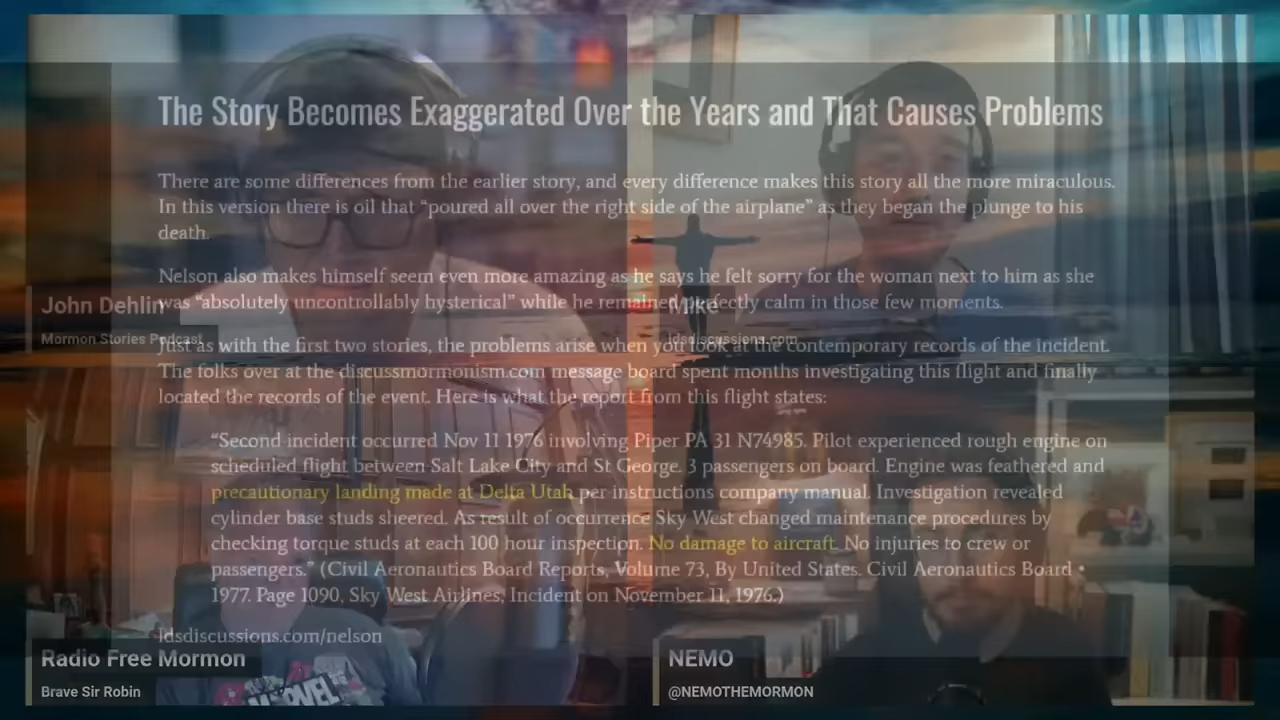 The Story Becomes Exaggerated Over the Years and That Causes Problems
There are some differences from the earlier story, and every difference makes this story all the more miraculous.
In this version there is oil that “poured all over the right side of the airplane” as they began the plunge to his
death.
Nelson also makes himself seem even more amazing as he says he felt sorry for the woman next to him as she
was “absolutely uncontrollably hysterical” while he remained perfectly calm in those few moments.
John Dehlin
Mike
Mormon Stories Podcast
ldsdiscussions.com
Just as with the first two stories, the problems arise when you look at the contemporary records of the incident.
The folks over at the discussmormonism.com message board spent months investigating this flight and finally
located the records of the event. Here is what the report from this flight states:
“Second incident occurred Nov 11 1976 involving Piper PA 31 N74985. Pilot experienced rough engine on
scheduled flight between Salt Lake City and St George. 3 passengers on board. Engine was feathered and
precautionary landing made at Delta Utah per instructions company manual. Investigation revealed
cylinder base studs sheered. As result of occurrence Sky West changed maintenance procedures by
checking torque studs at each 100 hour inspection. No damage to aircraft. No injuries to crew or
passengers.” (Civil Aeronautics Board Reports, Volume 73, By United States. Civil Aeronautics Board •
1977. Page 1090, Sky West Airlines, Incident on November 11, 1976.)
ldsdiscussions.com/nelson
Radio Free Mormon
Brave Sir Robin
MARVEL
NEMO
@NEMOTHEMORMON